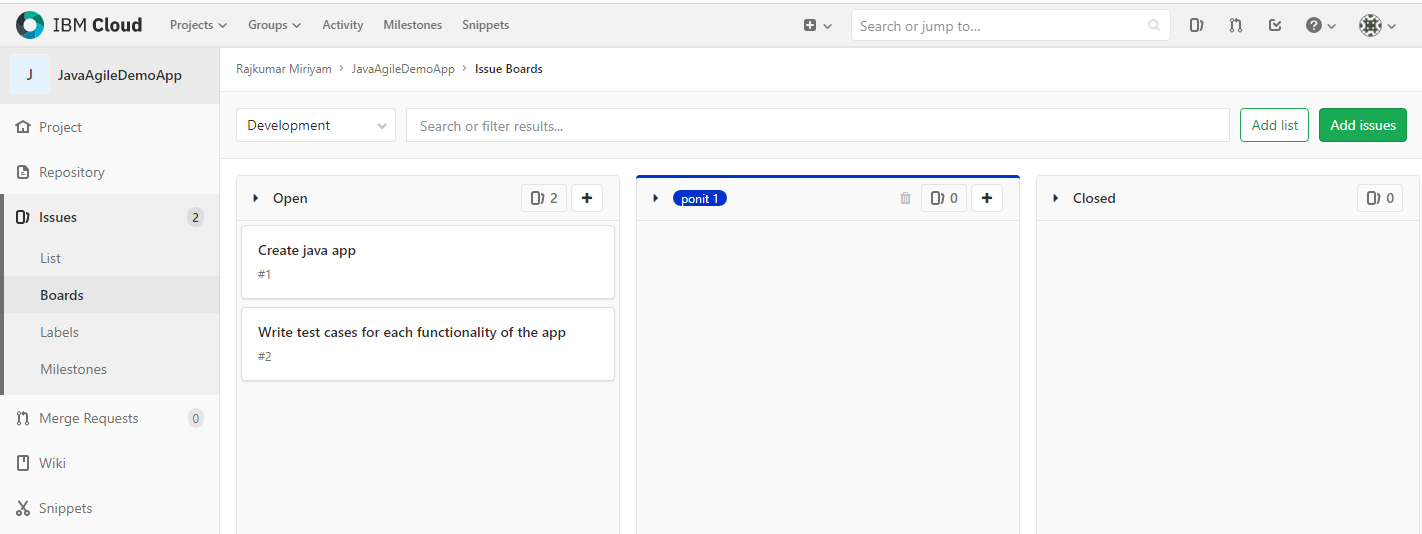 IBM Cloud Projects Groups Activity Milestones Snippets Search or jump to...
J JavaAgileDemoApp
Rajkumar Miriyam > JavaAgileDemoApp > Issue Boards
Project
Repository
Issues 2
List
Boards
Labels
Milestones
Merge Requests 0
Wiki
Snippets
Development Search or filter results... Add list Add issues
Open 2 +
Create java app
#1
Write test cases for each functionality of the app
#2
ponit 1 0 +
Closed 0